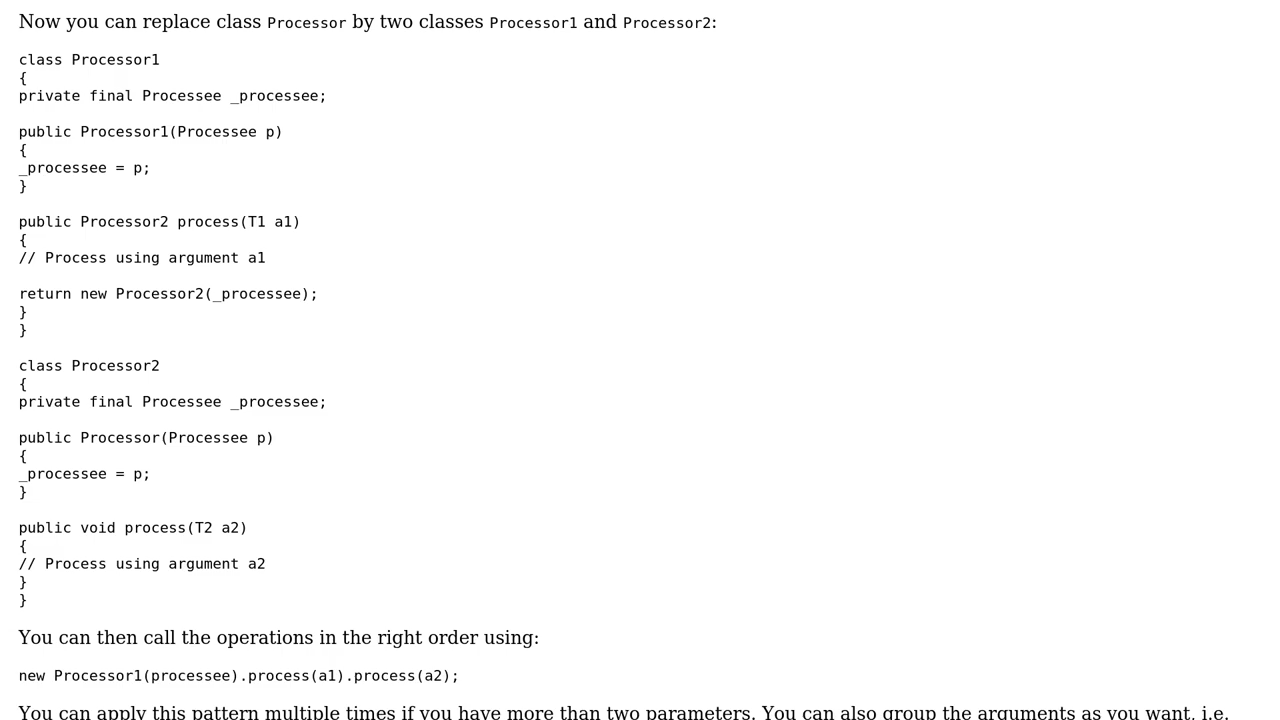 Now you can replace class Processor by two classes Processor1 and Processor2:
class Processor1
{
private final Processee _processee;
public Processor1(Processee p)
{
_processee = p;
}
public Processor2 process(T1 a1)
{
// Process using argument a1
return new Processor2(_processee);
}
}
class Processor2
{
private final Processee _processee;
public Processor(Processee p)
{
_processee = p;
}
public void process(T2 a2)
{
// Process using argument a2
}
}
You can then call the operations in the right order using:
new Processor1(processee).process(a1).process(a2);
You can apply this pattern multiple times if you have more than two parameters. You can also group the arguments as you want, i.e.